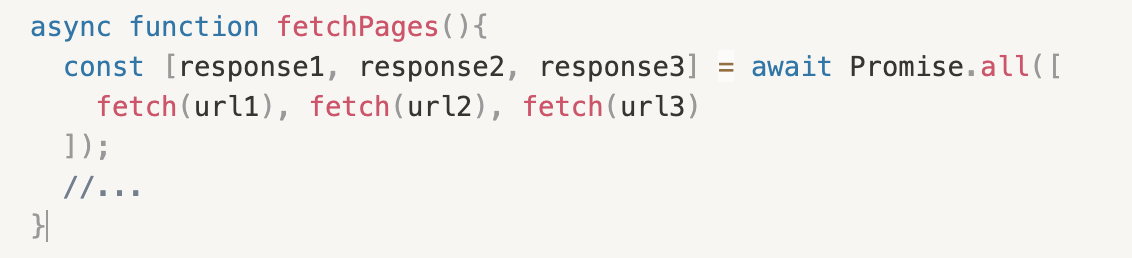 async function fetchPages(){
  const [response1, response2, response3] = await Promise.all([
    fetch(url1), fetch(url2), fetch(url3)
  ]);
  //...
}